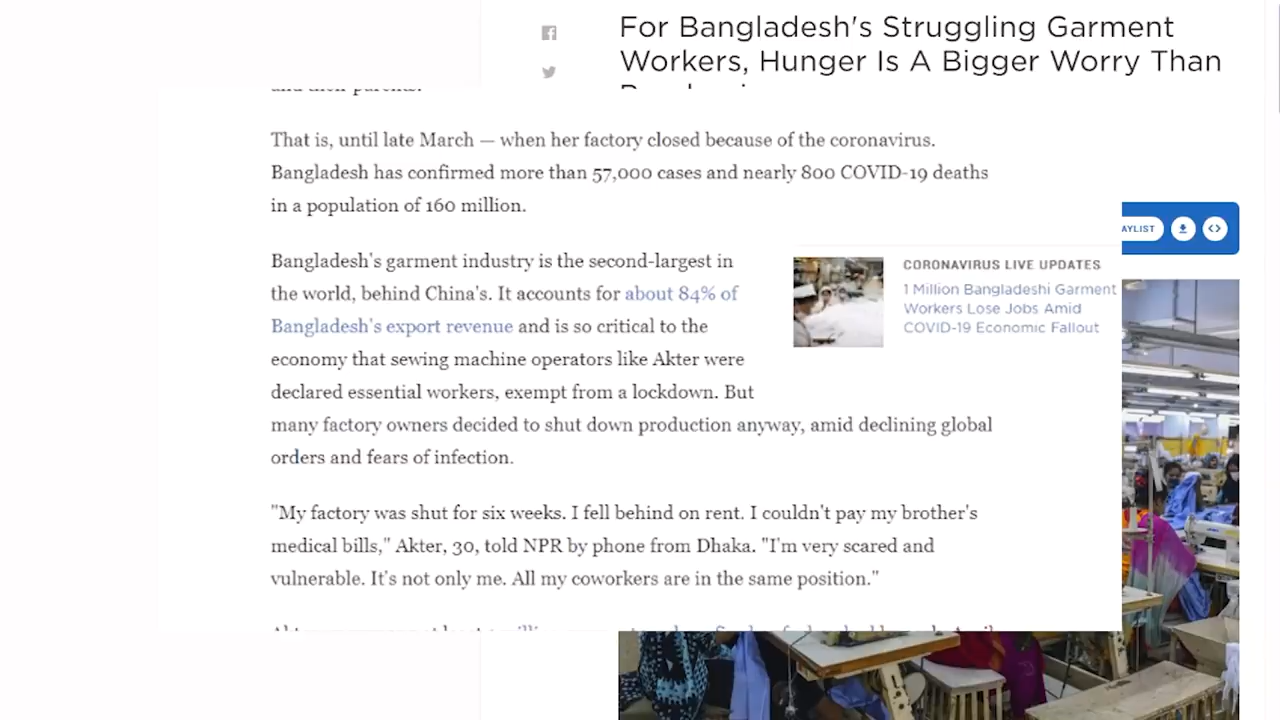 For Bangladesh's Struggling Garment
Workers, Hunger Is A Bigger Worry Than
and their parents.
That is, until late March — when her factory closed because of the coronavirus.
Bangladesh has confirmed more than 57,000 cases and nearly 800 COVID-19 deaths
in a population of 160 million.
AYLIST
Bangladesh's garment industry is the second-largest in
the world, behind China's. It accounts for about 84% of
Bangladesh's export revenue and is so critical to the
economy that sewing machine operators like Akter were
declared essential workers, exempt from a lockdown. But
many factory owners decided to shut down production anyway, amid declining global
orders and fears of infection.
CORONAVIRUS LIVE UPDATES
1 Million Bangladeshi Garment
Workers Lose Jobs Amid
COVID-19 Economic Fallout
"My factory was shut for six weeks. I fell behind on rent. I couldn't pay my brother's
medical bills," Akter, 30, told NPR by phone from Dhaka. "I'm very scared and
vulnerable. It's not only me. All my coworkers are in the same position."